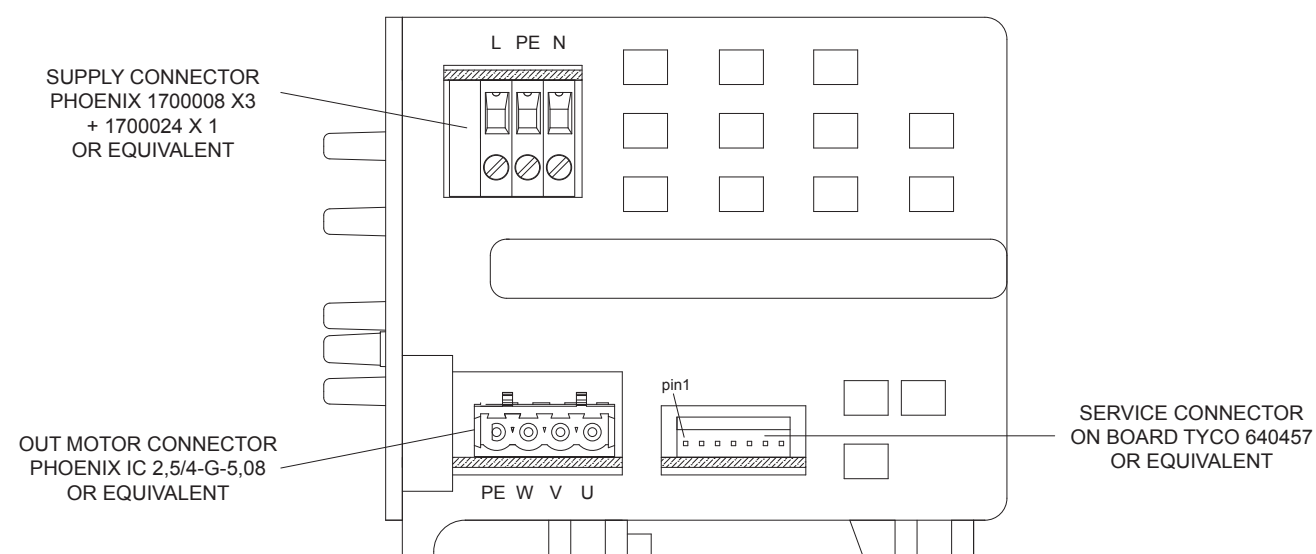 L PE N
SUPPLY CONNECTOR
PHOENIX 1700008 X3
+ 1700024 X 1
OR EQUIVALENT
pin1
OUT MOTOR CONNECTOR
PHOENIX IC 2,5/4-G-5,08
OR EQUIVALENT
PE W V U
SERVICE CONNECTOR
ON BOARD TYCO 640457
OR EQUIVALENT